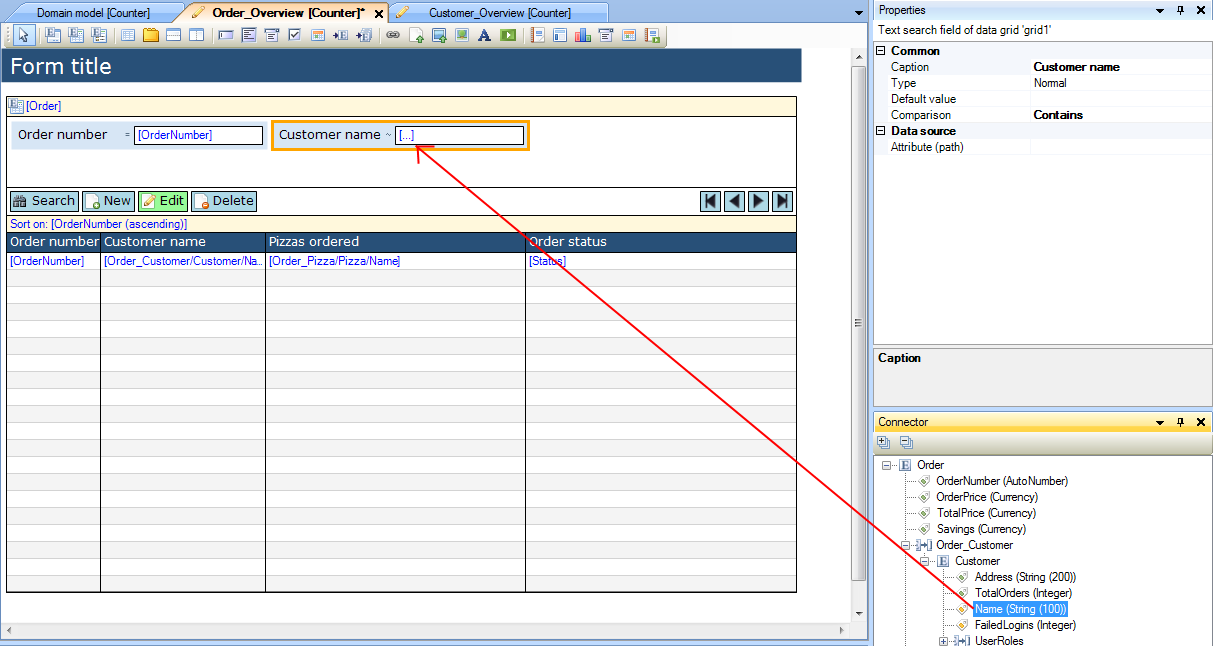 Domain model [Counter]
Order_Overview [Counter]*
Customer_Overview [Counter]
Form title
[Order]
Order number = [OrderNumber]
Customer name ~ [...]
Search New Edit Delete
Sort on: [OrderNumber (ascending)]
Order number Customer name Pizzas ordered Order status
[OrderNumber] [Order_Customer/Customer/Na... [Order_Pizza/Pizza/Name] [Status]
Properties
Text search field of data grid 'grid1'
Common
Caption Customer name
Type Normal
Default value
Comparison Contains
Data source
Attribute (path)
Caption
Connector
Order
OrderNumber (AutoNumber)
OrderPrice (Currency)
TotalPrice (Currency)
Savings (Currency)
Order_Customer
Customer
Address (String (200))
TotalOrders (Integer)
Name (String (100))
FailedLogins (Integer)
UserRoles